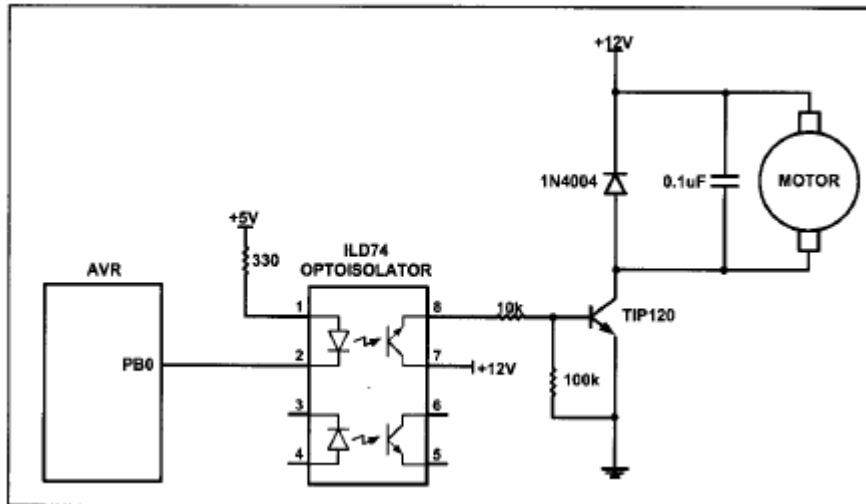 +12V
1N4004
0.1uF
MOTOR
+5V
330
ILD74
OPTOISOLATOR
AVR
1
8
10k
TIP120
PB0
2
7
+12V
100k
3
6
4
5